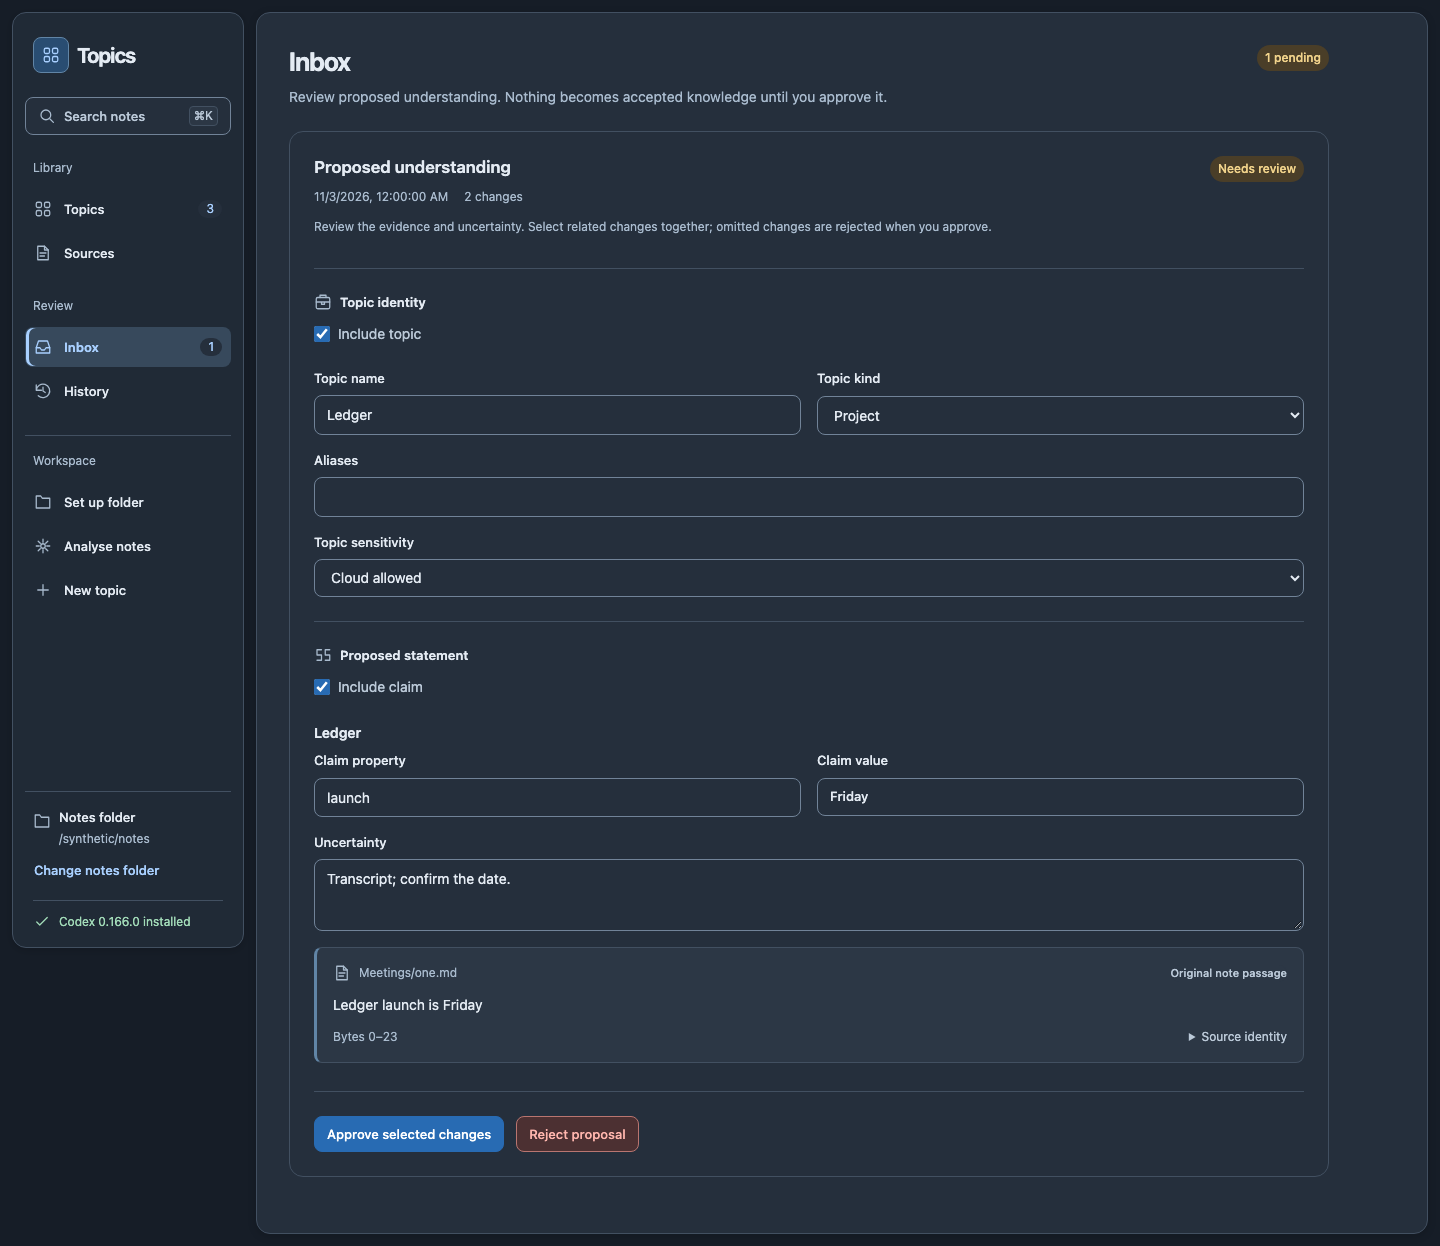 Topics
Search notes ⌘K
Library
Topics 3
Sources
Review
Inbox 1
History
Workspace
Set up folder
Analyse notes
New topic
Notes folder
/synthetic/notes
Change notes folder
Codex 0.166.0 installed
Inbox
1 pending
Review proposed understanding. Nothing becomes accepted knowledge until you approve it.
Proposed understanding
Needs review
11/3/2026, 12:00:00 AM 2 changes
Review the evidence and uncertainty. Select related changes together; omitted changes are rejected when you approve.
Topic identity
Include topic
Topic name
Ledger
Topic kind
Project
Aliases
Topic sensitivity
Cloud allowed
Proposed statement
Include claim
Ledger
Claim property
launch
Claim value
Friday
Uncertainty
Transcript; confirm the date.
Meetings/one.md
Original note passage
Ledger launch is Friday
Bytes 0–23
Source identity
Approve selected changes
Reject proposal